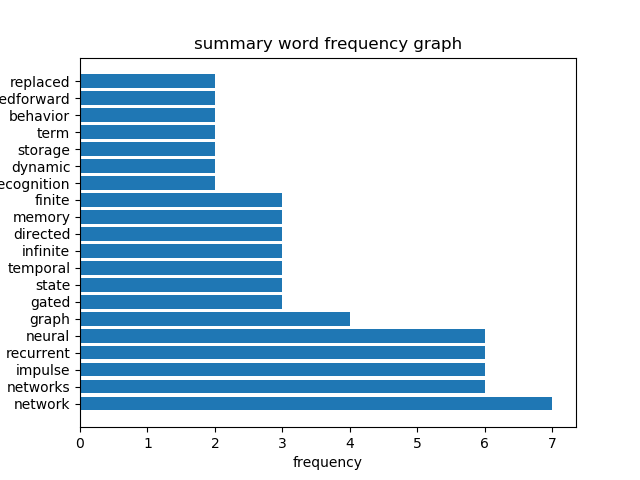 summary word frequency graph
replaced
edforward
behavior
term
storage
dynamic
ecognition
finite
memory
directed
infinite
temporal
state
gated
graph
neural
recurrent
impulse
networks
network
0 1 2 3 4 5 6 7
frequency